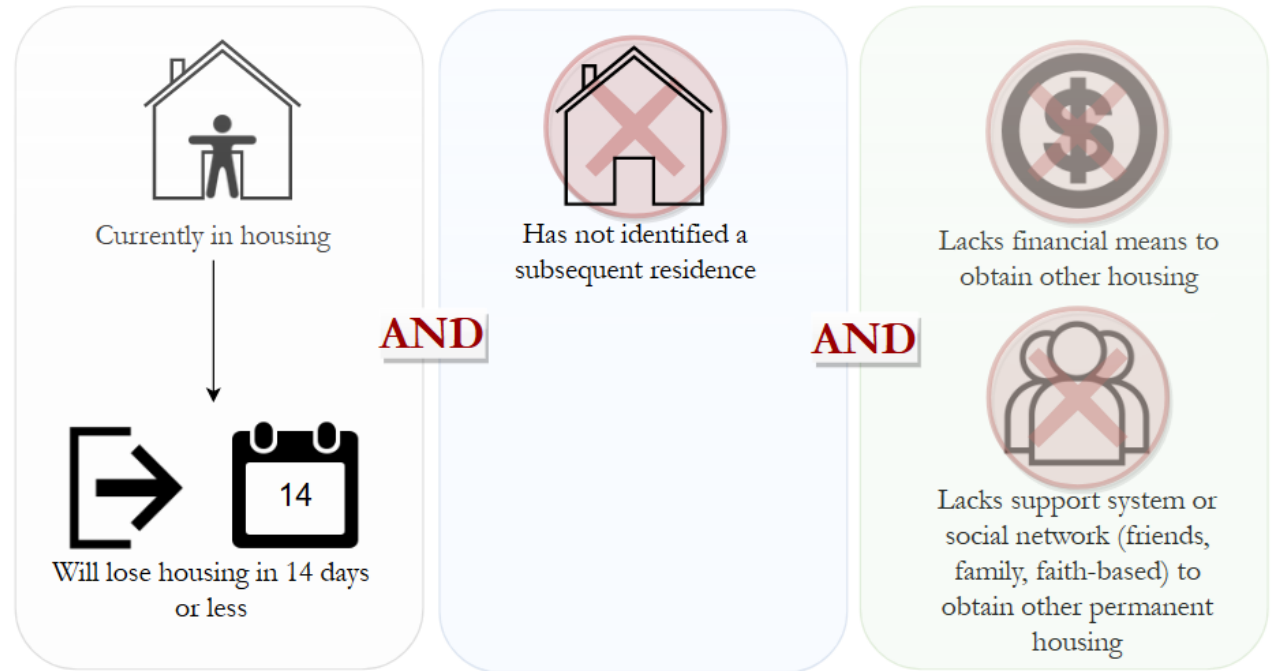 Currently in housing
14
Will lose housing in 14 days
or less
AND
Has not identified a
subsequent residence
AND
$
Lacks financial means to
obtain other housing
Lacks support system or
social network (friends,
family, faith-based) to
obtain other permanent
housing